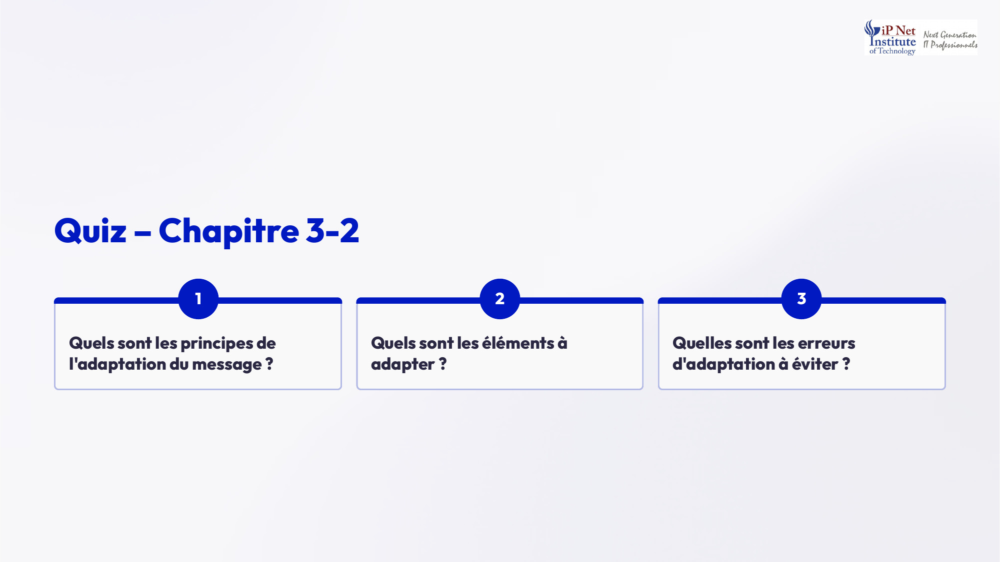 iP Net
Institute
of Technology
Next Generation
IT Professionnels
Quiz – Chapitre 3-2
1
Quels sont les principes de
l'adaptation du message ?
2
Quels sont les éléments à
adapter ?
3
Quelles sont les erreurs
d'adaptation à éviter ?